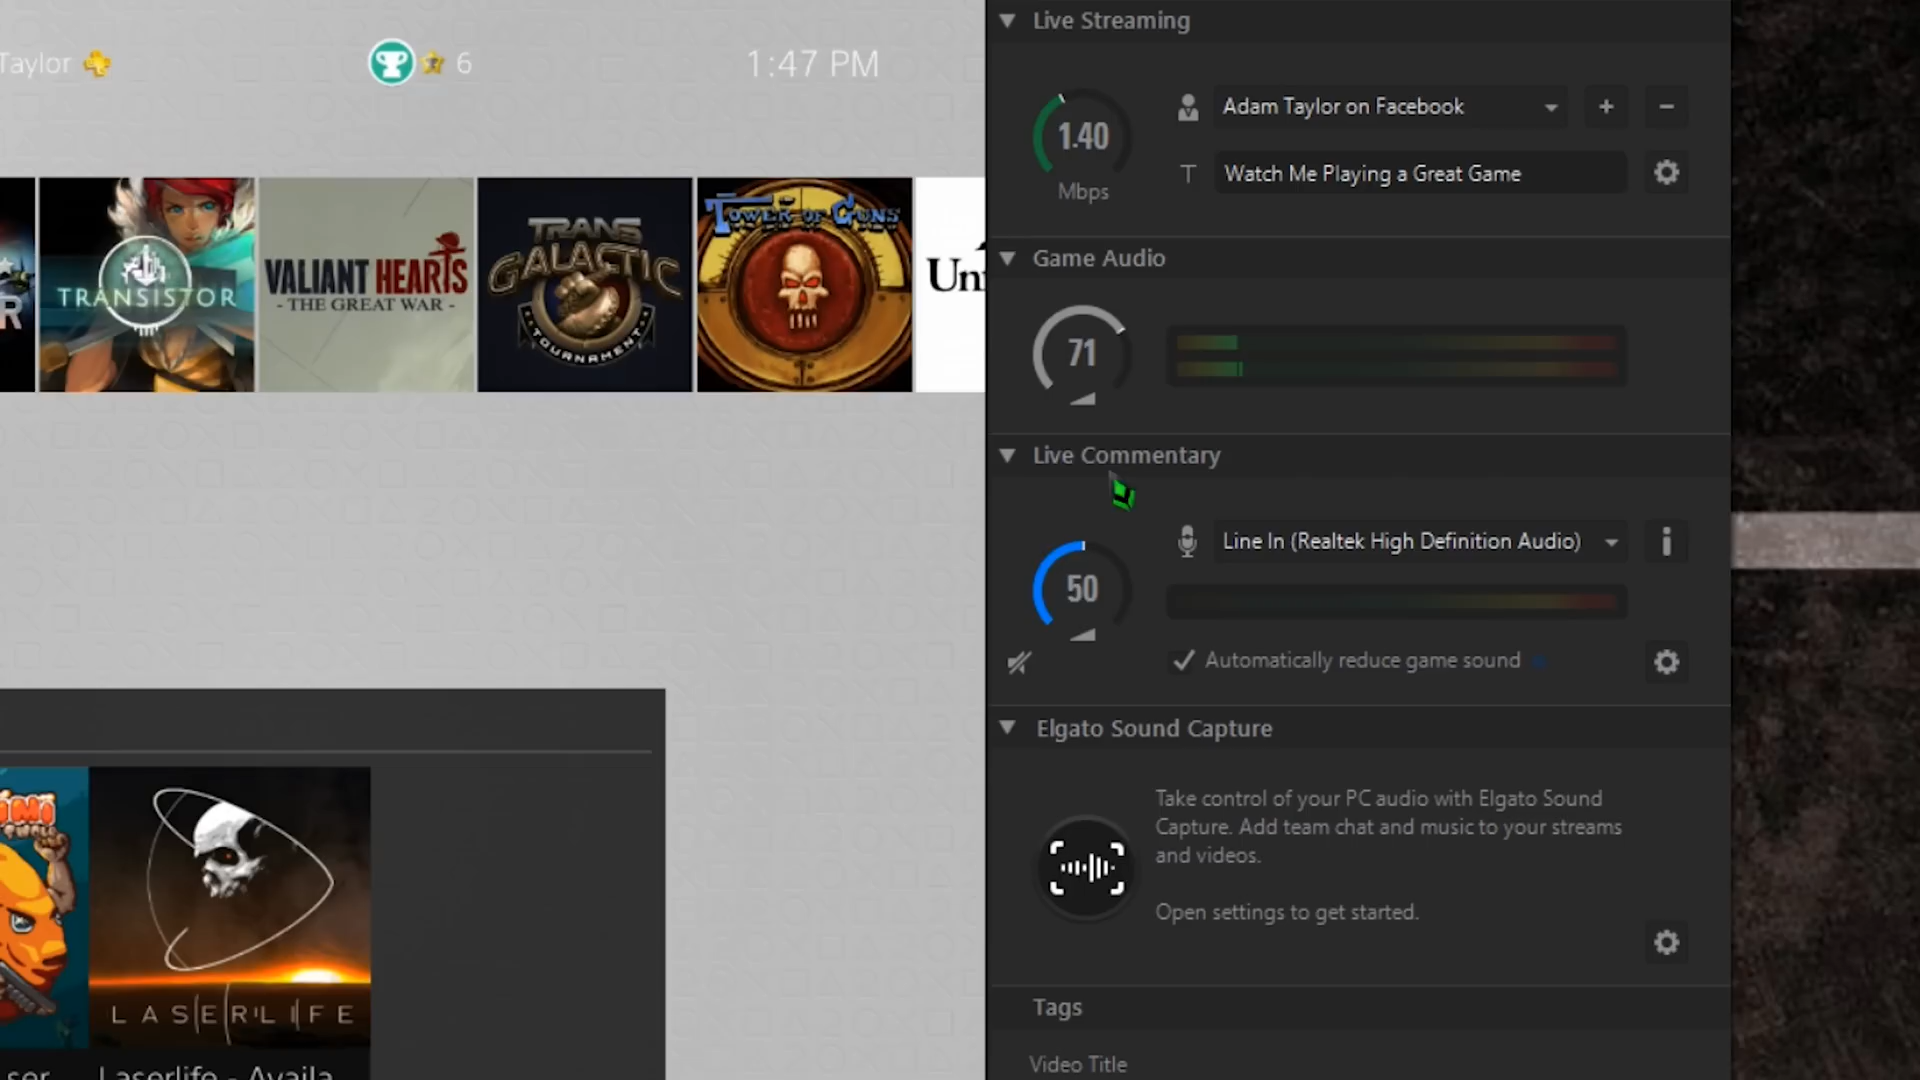 Taylor
6
1:47 PM
R
TRANSISTOR
VALIANT HEARTS
- THE GREAT WAR -
TRANS
GALACTIC
TOURNAMENT
TOWER OF GUNS
Un
LASERLIFE
ser
Laserlife - Availa
Live Streaming
1.40
Mbps
Adam Taylor on Facebook
+ −
T
Watch Me Playing a Great Game
Game Audio
71
Live Commentary
50
Line In (Realtek High Definition Audio)
i
Automatically reduce game sound
Elgato Sound Capture
Take control of your PC audio with Elgato Sound
Capture. Add team chat and music to your streams
and videos.
Open settings to get started.
Tags
Video Title